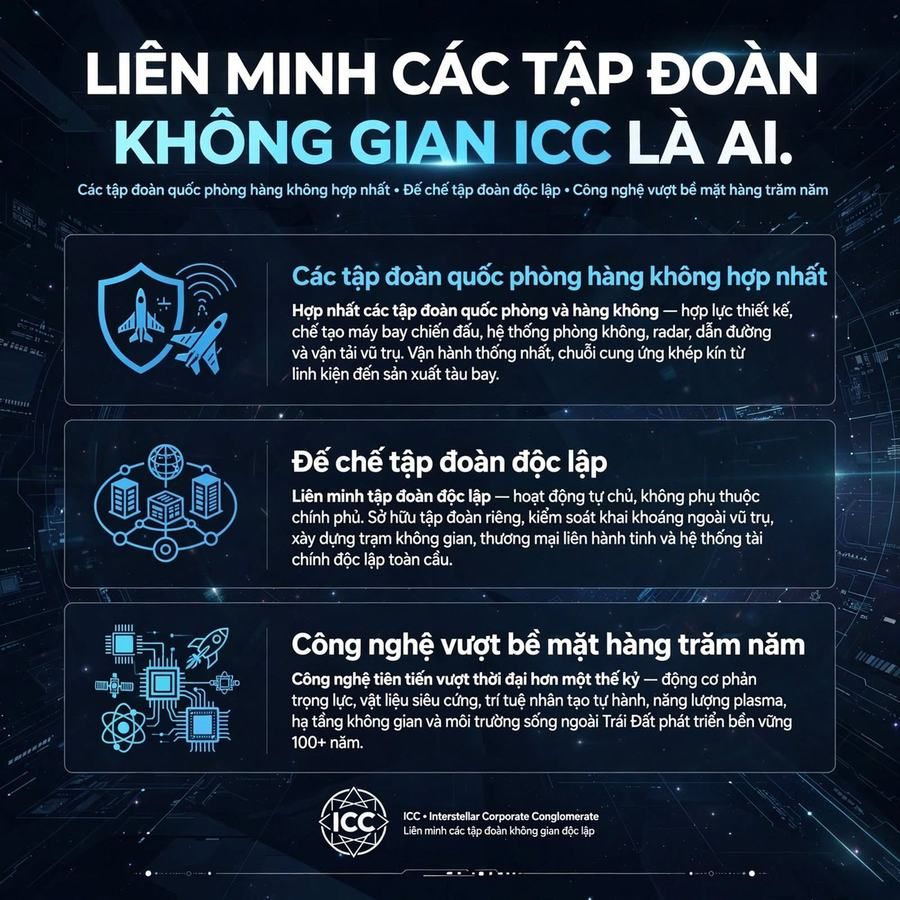 LIÊN MINH CÁC TẬP ĐOÀN
KHÔNG GIAN ICC LÀ AI.
Các tập đoàn quốc phòng hàng không hợp nhất • Đế chế tập đoàn độc lập • Công nghệ vượt bề mặt hàng trăm năm
Các tập đoàn quốc phòng hàng không hợp nhất
Hợp nhất các tập đoàn quốc phòng và hàng không — hợp lực thiết kế,
chế tạo máy bay chiến đấu, hệ thống phòng không, radar, dẫn đường
và vận tải vũ trụ. Vận hành thống nhất, chuỗi cung ứng khép kín từ
linh kiện đến sản xuất tàu bay.
Đế chế tập đoàn độc lập
Liên minh tập đoàn độc lập — hoạt động tự chủ, không phụ thuộc
chính phủ. Sở hữu tập đoàn riêng, kiểm soát khai khoáng ngoài vũ trụ,
xây dựng trạm không gian, thương mại liên hành tinh và hệ thống tài
chính độc lập toàn cầu.
Công nghệ vượt bề mặt hàng trăm năm
Công nghệ tiên tiến vượt thời đại hơn một thế kỷ — động cơ phản
trọng lực, vật liệu siêu cứng, trí tuệ nhân tạo tự hành, năng lượng plasma,
hạ tầng không gian và môi trường sống ngoài Trái Đất phát triển bền vững
100+ năm.
ICC
ICC • Interstellar Corporate Conglomerate
Liên minh các tập đoàn không gian độc lập